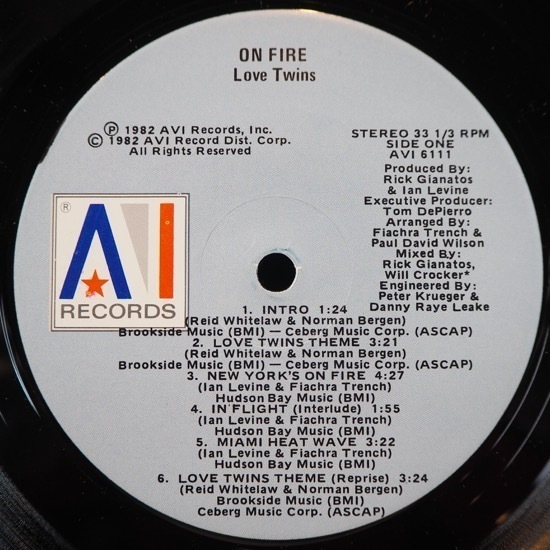 ON FIRE
Love Twins
Ⓟ 1982 AVI Records, Inc.
© 1982 AVI Record Dist. Corp.
All Rights Reserved
STEREO 33 1/3 RPM
SIDE ONE
AVI 6111
Produced By:
Rick Gianatos
& Ian Levine
Executive Producer:
Tom DePierro
Arranged By:
Fiachra Trench &
Paul David Wilson
Mixed By:
Rick Gianatos,
Will Crocker*
Engineered By:
Peter Krueger &
Danny Raye Leake
®
AVI
RECORDS
1. INTRO 1:24
(Reid Whitelaw & Norman Bergen)
Brookside Music (BMI) — Ceberg Music Corp. (ASCAP)
2. LOVE TWINS THEME 3:21
(Reid Whitelaw & Norman Bergen)
Brookside Music (BMI) — Ceberg Music Corp. (ASCAP)
3. NEW YORK'S ON FIRE 4:27
(Ian Levine & Fiachra Trench)
Hudson Bay Music (BMI)
4. IN FLIGHT (Interlude) 1:55
(Ian Levine & Fiachra Trench)
Hudson Bay Music (BMI)
5. MIAMI HEAT WAVE 3:22
(Ian Levine & Fiachra Trench)
Hudson Bay Music (BMI)
6. LOVE TWINS THEME (Reprise) 3:24
(Reid Whitelaw & Norman Bergen)
Brookside Music (BMI)
Ceberg Music Corp. (ASCAP)